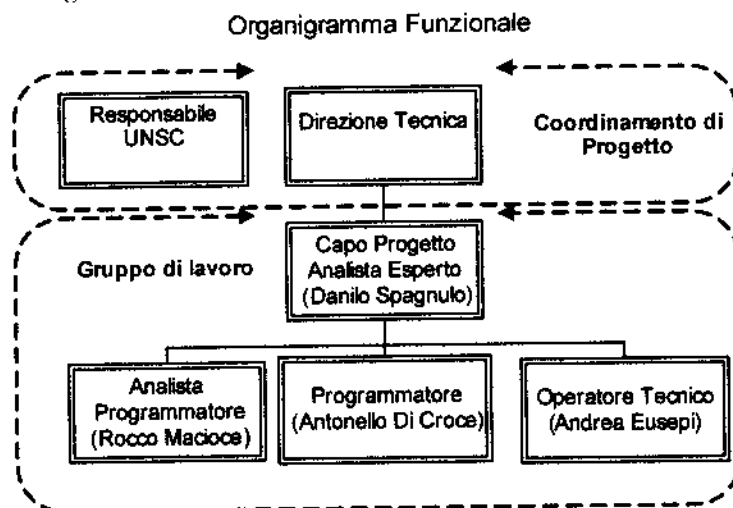 Organigramma Funzionale
Responsabile
UNSC
Direzione Tecnica
Coordinamento di
Progetto
Gruppo di lavoro
Capo Progetto
Analista Esperto
(Danilo Spagnulo)
Analista
Programmatore
(Rocco Macioce)
Programmatore
(Antonello Di Croce)
Operatore Tecnico
(Andrea Eusepi)